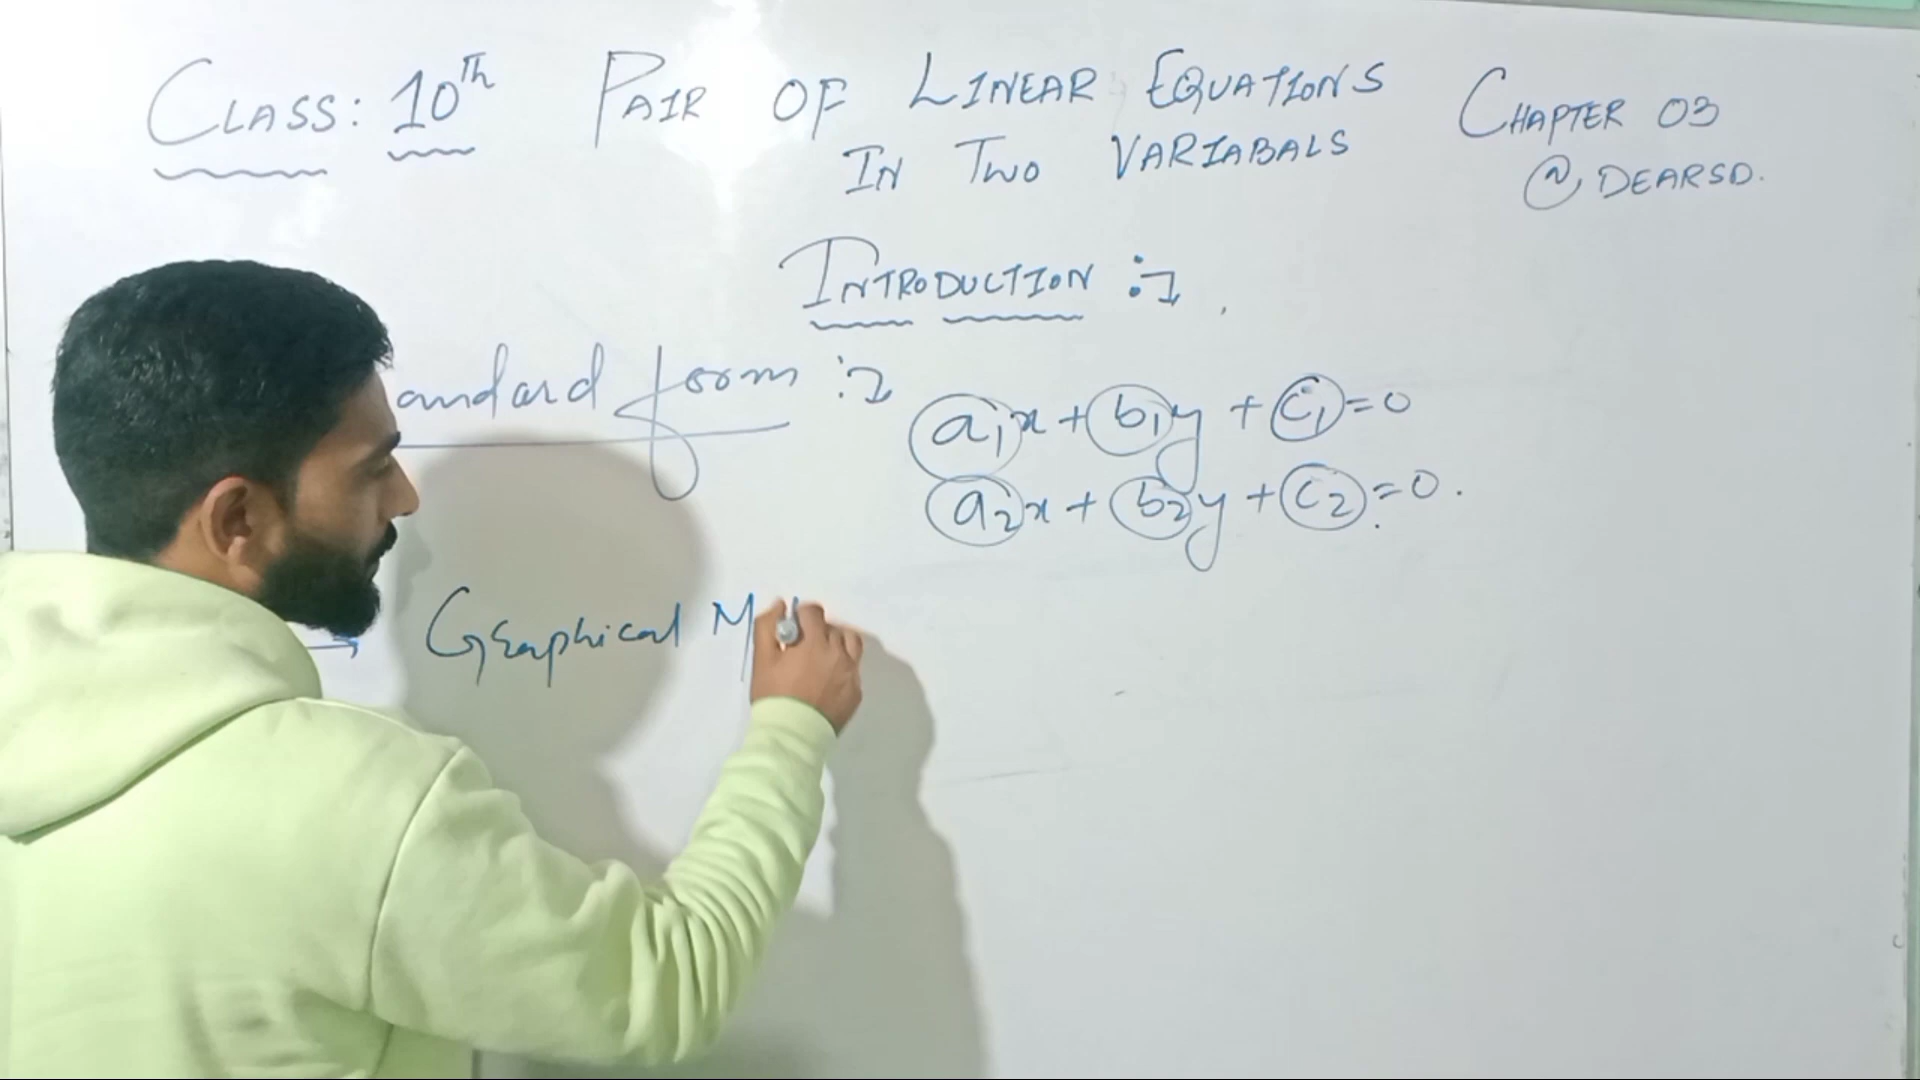 CLASS: 10th PAIR OF LINEAR EQUATIONS CHAPTER 03
IN TWO VARIABALS @DEARSD.
INTRODUCTION :-
andard form :-
a₁x + b₁y + c₁ = 0
a₂x + b₂y + c₂ = 0.
→ Graphical M